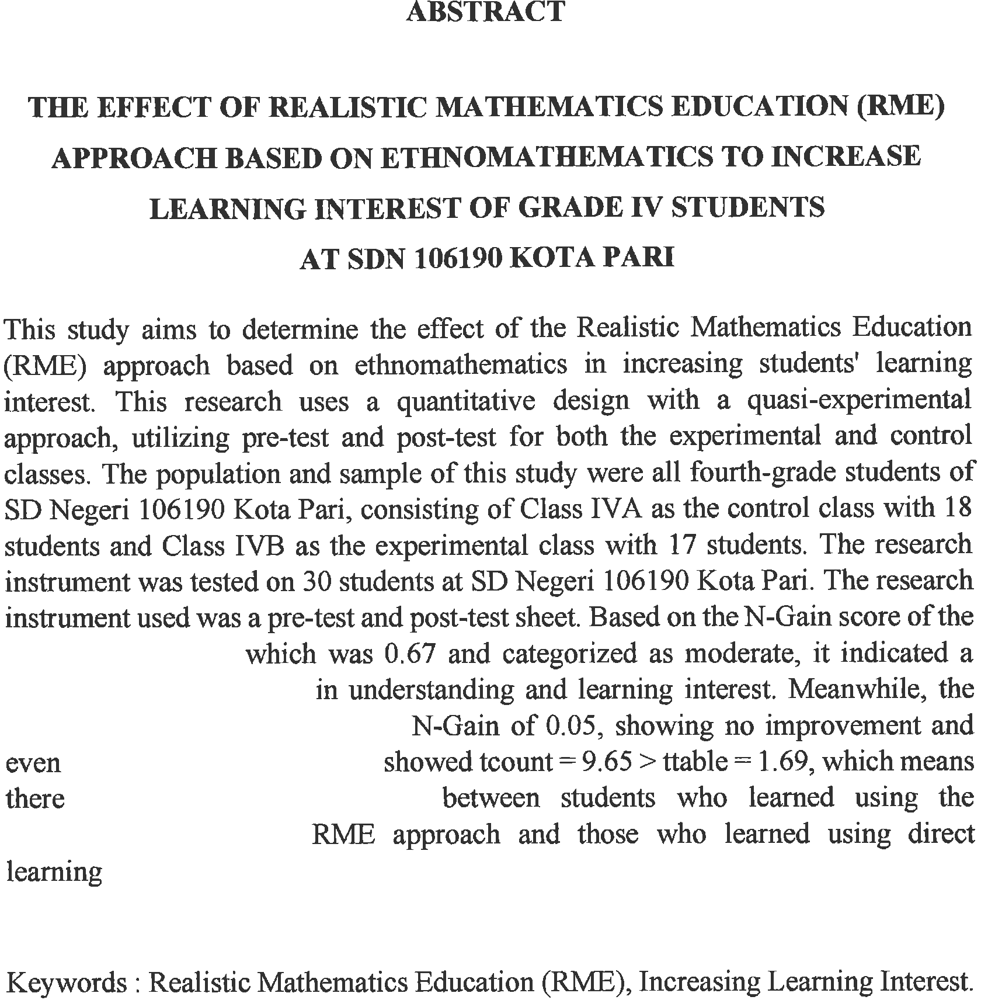 ABSTRACT
THE EFFECT OF REALISTIC MATHEMATICS EDUCATION (RME)
APPROACH BASED ON ETHNOMATHEMATICS TO INCREASE
LEARNING INTEREST OF GRADE IV STUDENTS
AT SDN 106190 KOTA PARI
This study aims to determine the effect of the Realistic Mathematics Education
(RME) approach based on ethnomathematics in increasing students' learning
interest. This research uses a quantitative design with a quasi-experimental
approach, utilizing pre-test and post-test for both the experimental and control
classes. The population and sample of this study were all fourth-grade students of
SD Negeri 106190 Kota Pari, consisting of Class IVA as the control class with 18
students and Class IVB as the experimental class with 17 students. The research
instrument was tested on 30 students at SD Negeri 106190 Kota Pari. The research
instrument used was a pre-test and post-test sheet. Based on the N-Gain score of the
which was 0.67 and categorized as moderate, it indicated a
in understanding and learning interest. Meanwhile, the
N-Gain of 0.05, showing no improvement and
even showed tcount = 9.65 > ttable = 1.69, which means
there between students who learned using the
RME approach and those who learned using direct
learning
Keywords : Realistic Mathematics Education (RME), Increasing Learning Interest.